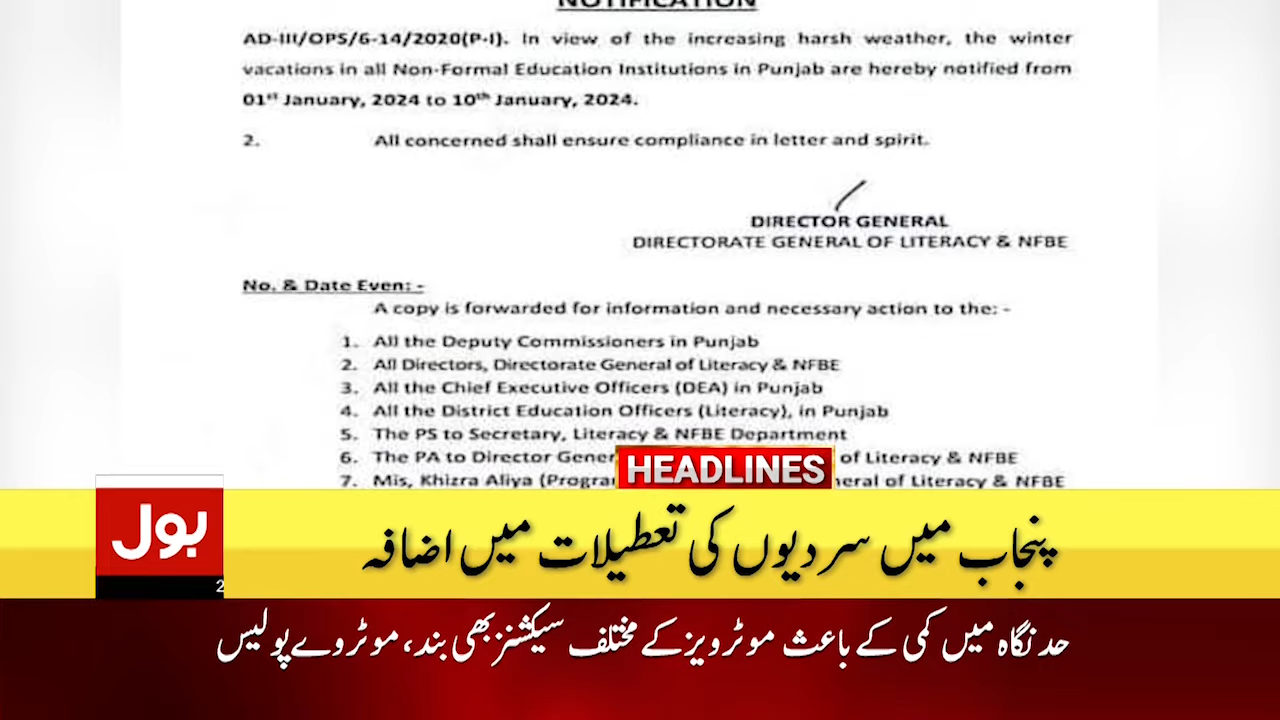 NOTIFICATION
AD-III/OPS/6-14/2020(P-I). In view of the increasing harsh weather, the winter
vacations in all Non-Formal Education Institutions in Punjab are hereby notified from
01st January, 2024 to 10th January, 2024.
2. All concerned shall ensure compliance in letter and spirit.
DIRECTOR GENERAL
DIRECTORATE GENERAL OF LITERACY & NFBE
No. & Date Even: -
A copy is forwarded for information and necessary action to the: -
1. All the Deputy Commissioners in Punjab
2. All Directors, Directorate General of Literacy & NFBE
3. All the Chief Executive Officers (DEA) in Punjab
4. All the District Education Officers (Literacy), in Punjab
5. The PS to Secretary, Literacy & NFBE Department
6. The PA to Director Gener of Literacy & NFBE
HEADLINES
7. Mis, Khizra Aliya (Progra neral of Literacy & NFBE
بول
2
پنجاب میں سردیوں کی تعطیلات میں اضافہ
حد نگاہ میں کمی کے باعث موٹرویز کے مختلف سیکشنز بھی بند، موٹروے پولیس